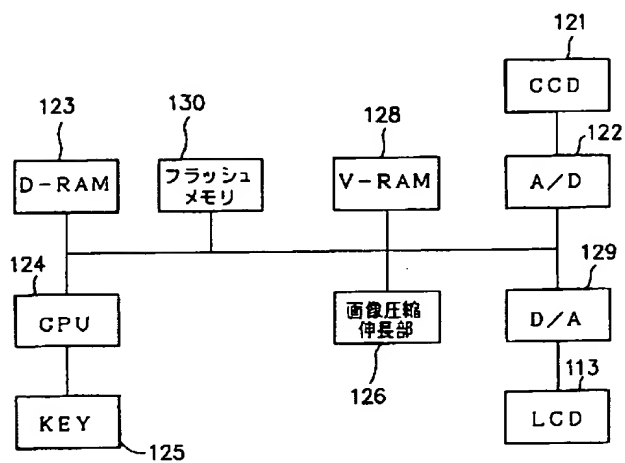 121
CCD
123
130
128
122
D-RAM
フラッシュ
メモリ
V-RAM
A/D
124
129
CPU
画像圧縮
伸長部
D/A
126
113
KEY
125
LCD